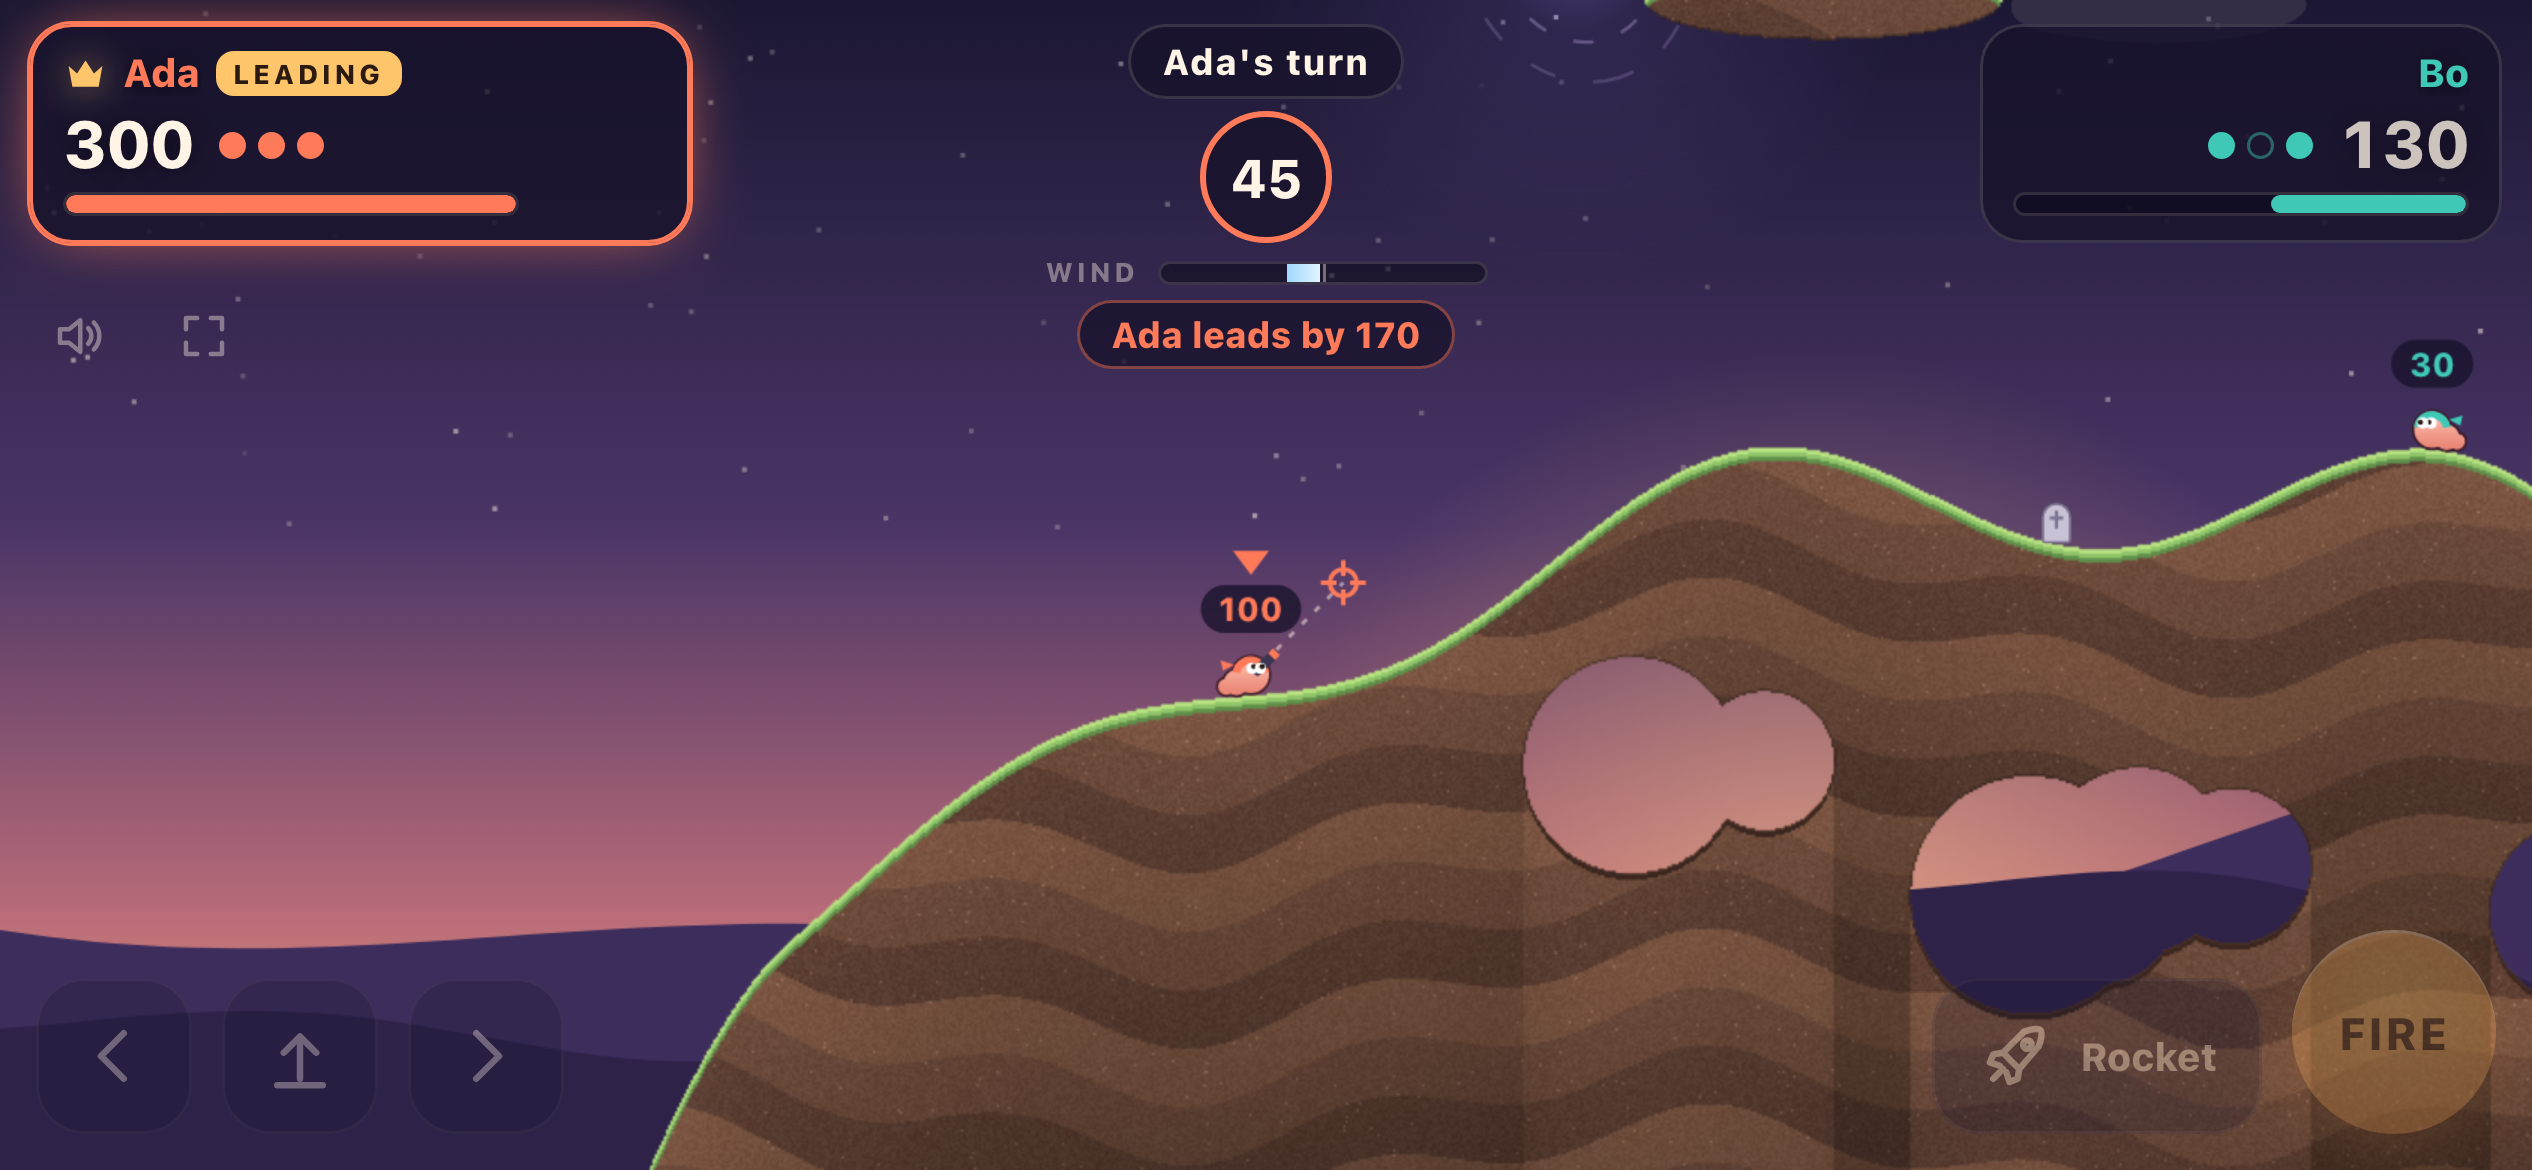 Ada LEADING
300
Ada's turn
45
WIND
Ada leads by 170
Bo
130
30
100
Rocket
FIRE